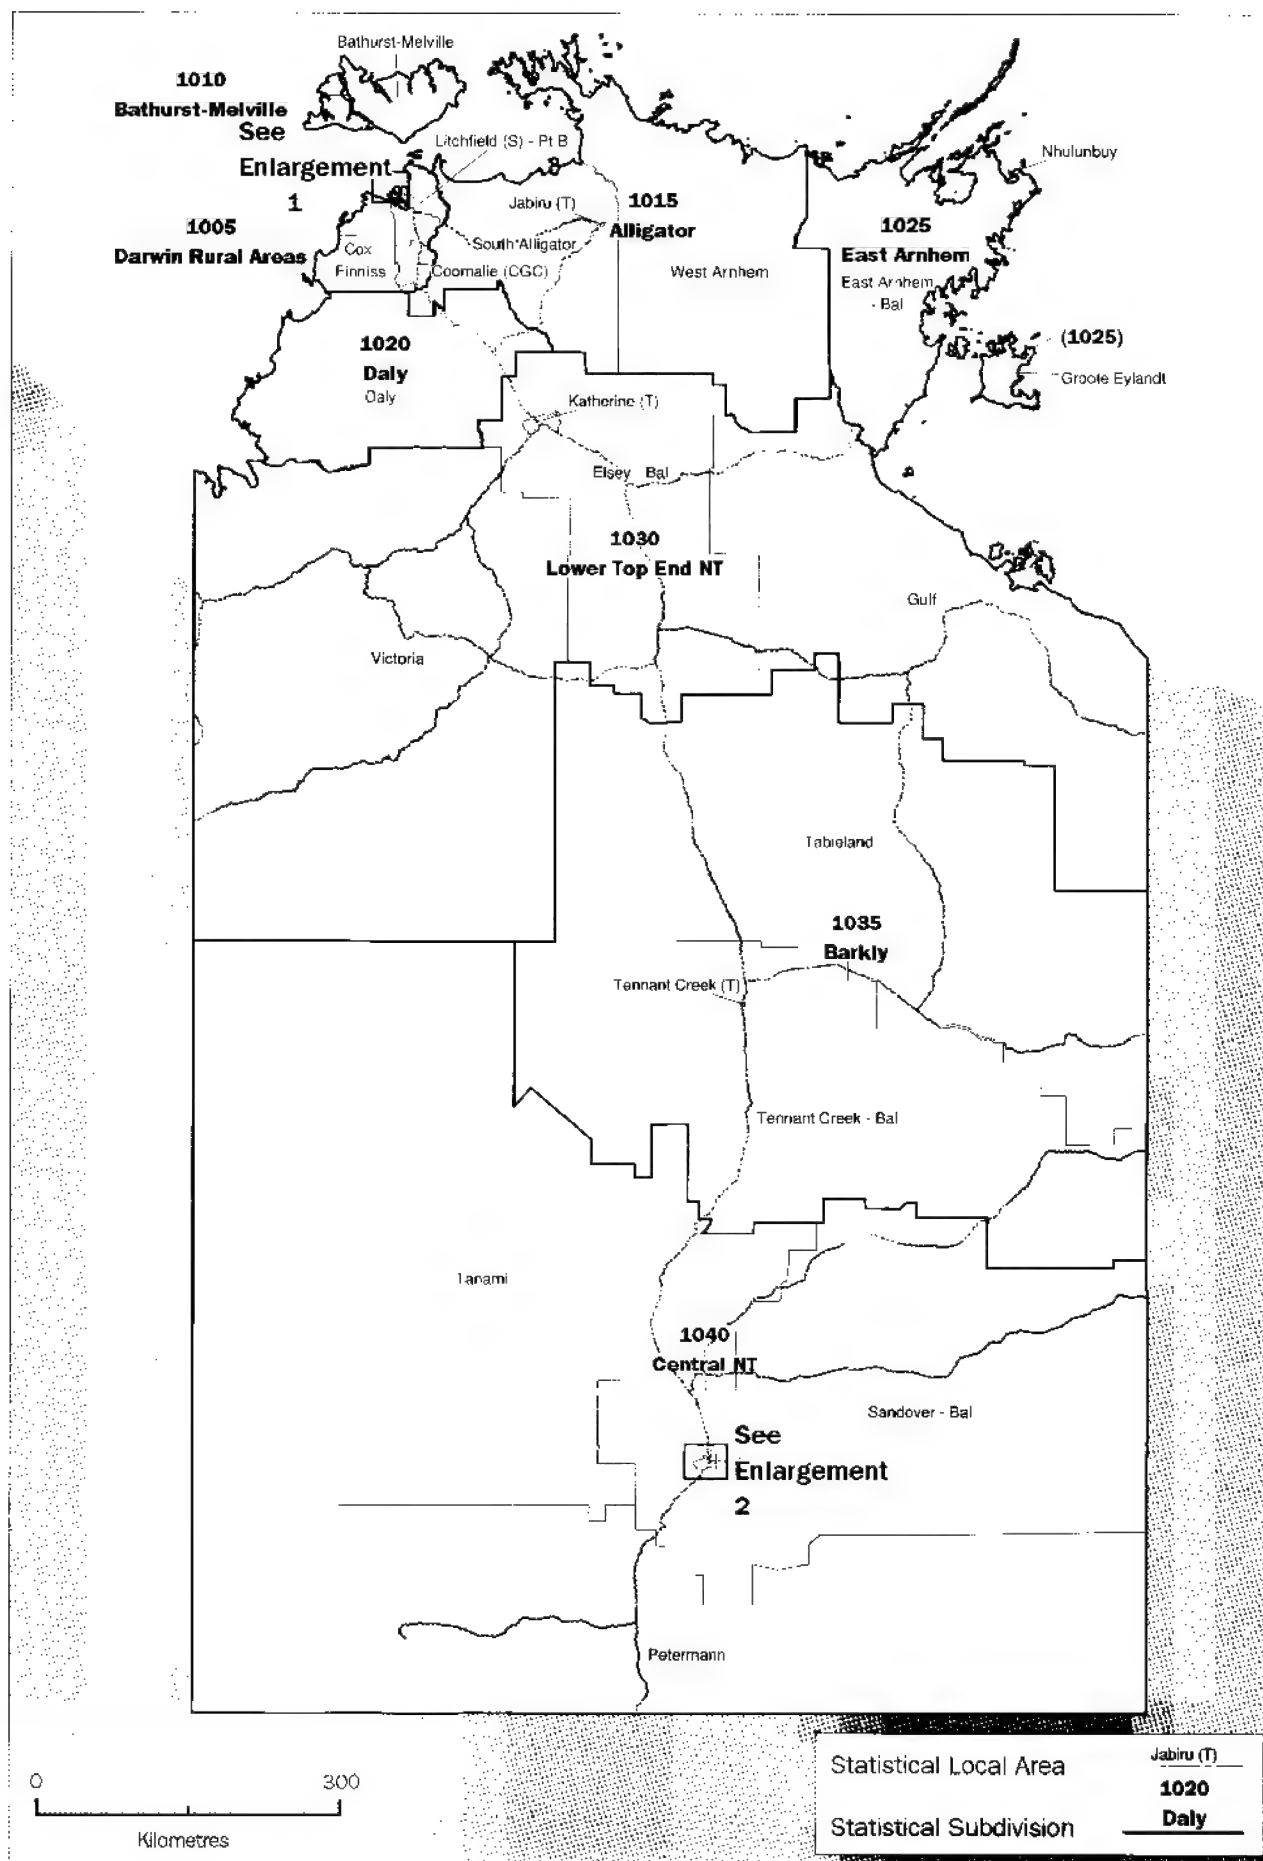 Bathurst-Melville
1010
Bathurst-Melville
See
Enlargement
1
Litchfield (S) - Pt B
Nhulunbuy
Jabiru (T)
1015
Alligator
1005
Darwin Rural Areas
1025
East Arnhem
Cox
South Alligator
Finniss
Coomalie (CGC)
West Arnhem
East Arnhem
- Bal
1020
Daly
Daly
(1025)
Groote Eylandt
Katherine (T)
Elsey Bal
1030
Lower Top End NT
Gulf
Victoria
Tableland
1035
Barkly
Tennant Creek (T)
Tennant Creek - Bal
Tanami
1040
Central NT
Sandover - Bal
See
Enlargement
2
Petermann
0 300
Kilometres
Statistical Local Area
Jabiru (T)
1020
Daly
Statistical Subdivision